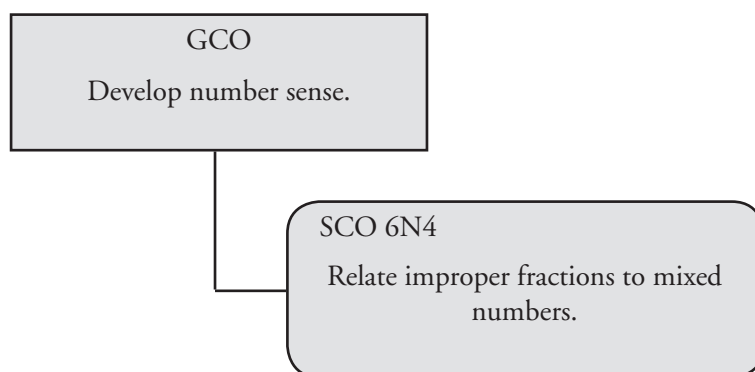 GCO
Develop number sense.
SCO 6N4
Relate improper fractions to mixed
numbers.